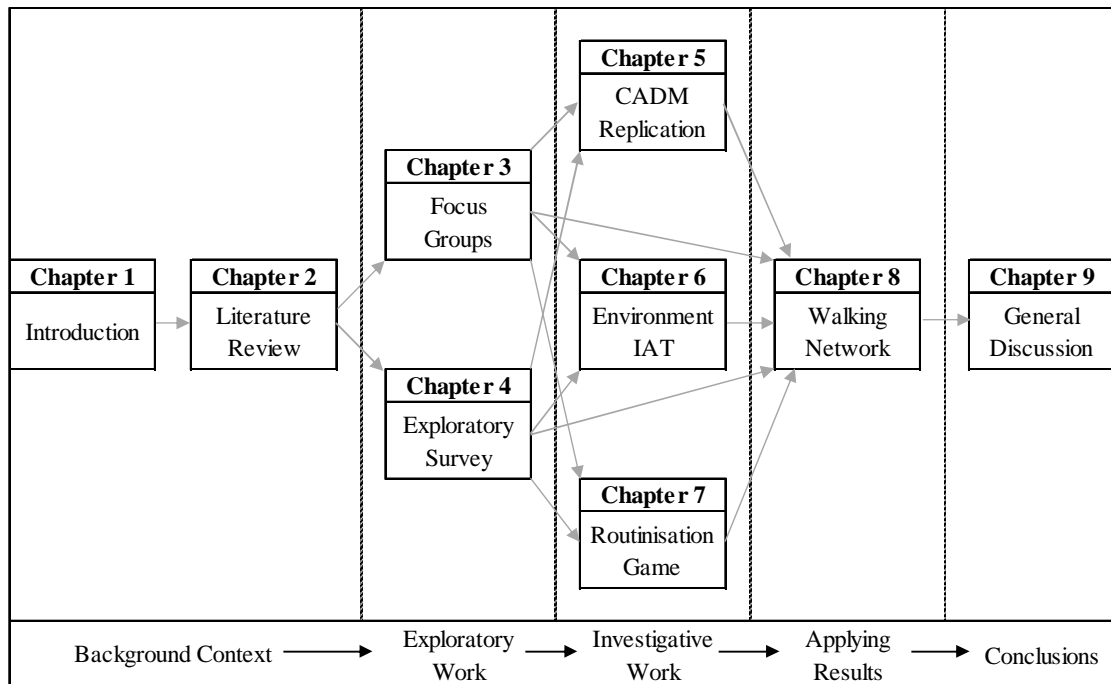 Chapter 1
Introduction
Chapter 2
Literature
Review
Chapter 3
Focus
Groups
Chapter 4
Exploratory
Survey
Chapter 5
CADM
Replication
Chapter 6
Environment
IAT
Chapter 7
Routinisation
Game
Chapter 8
Walking
Network
Chapter 9
General
Discussion
Background Context
Exploratory
Work
Investigative
Work
Applying
Results
Conclusions